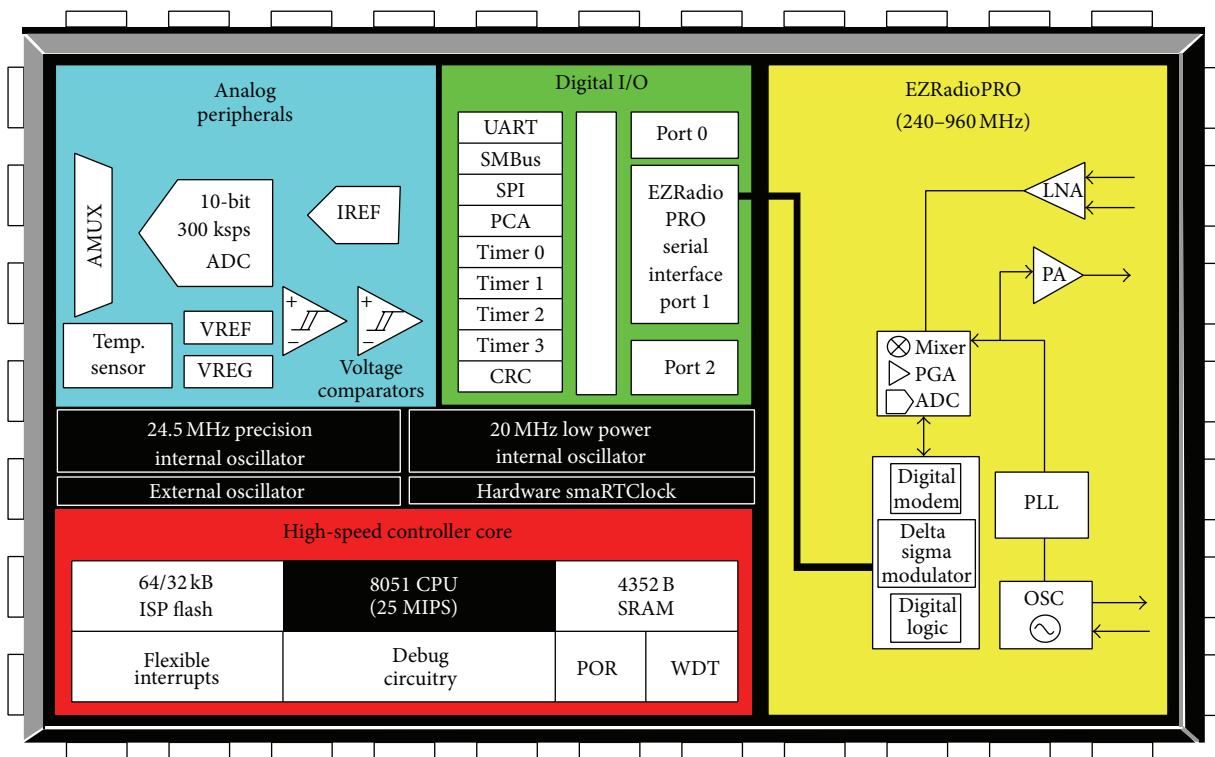 Analog
peripherals
AMUX
10-bit
300 ksps
ADC
IREF
+
−
+
−
Temp.
sensor
VREF
VREG
Voltage
comparators
Digital I/O
UART
SMBus
SPI
PCA
Timer 0
Timer 1
Timer 2
Timer 3
CRC
Port 0
EZRadio
PRO
serial
interface
port 1
Port 2
EZRadioPRO
(240–960 MHz)
LNA
PA
Mixer
PGA
ADC
Digital
modem
Delta
sigma
modulator
Digital
logic
PLL
OSC
24.5 MHz precision
internal oscillator
20 MHz low power
internal oscillator
External oscillator
Hardware smaRTClock
High-speed controller core
64/32 kB
ISP flash
8051 CPU
(25 MIPS)
4352 B
SRAM
Flexible
interrupts
Debug
circuitry
POR
WDT